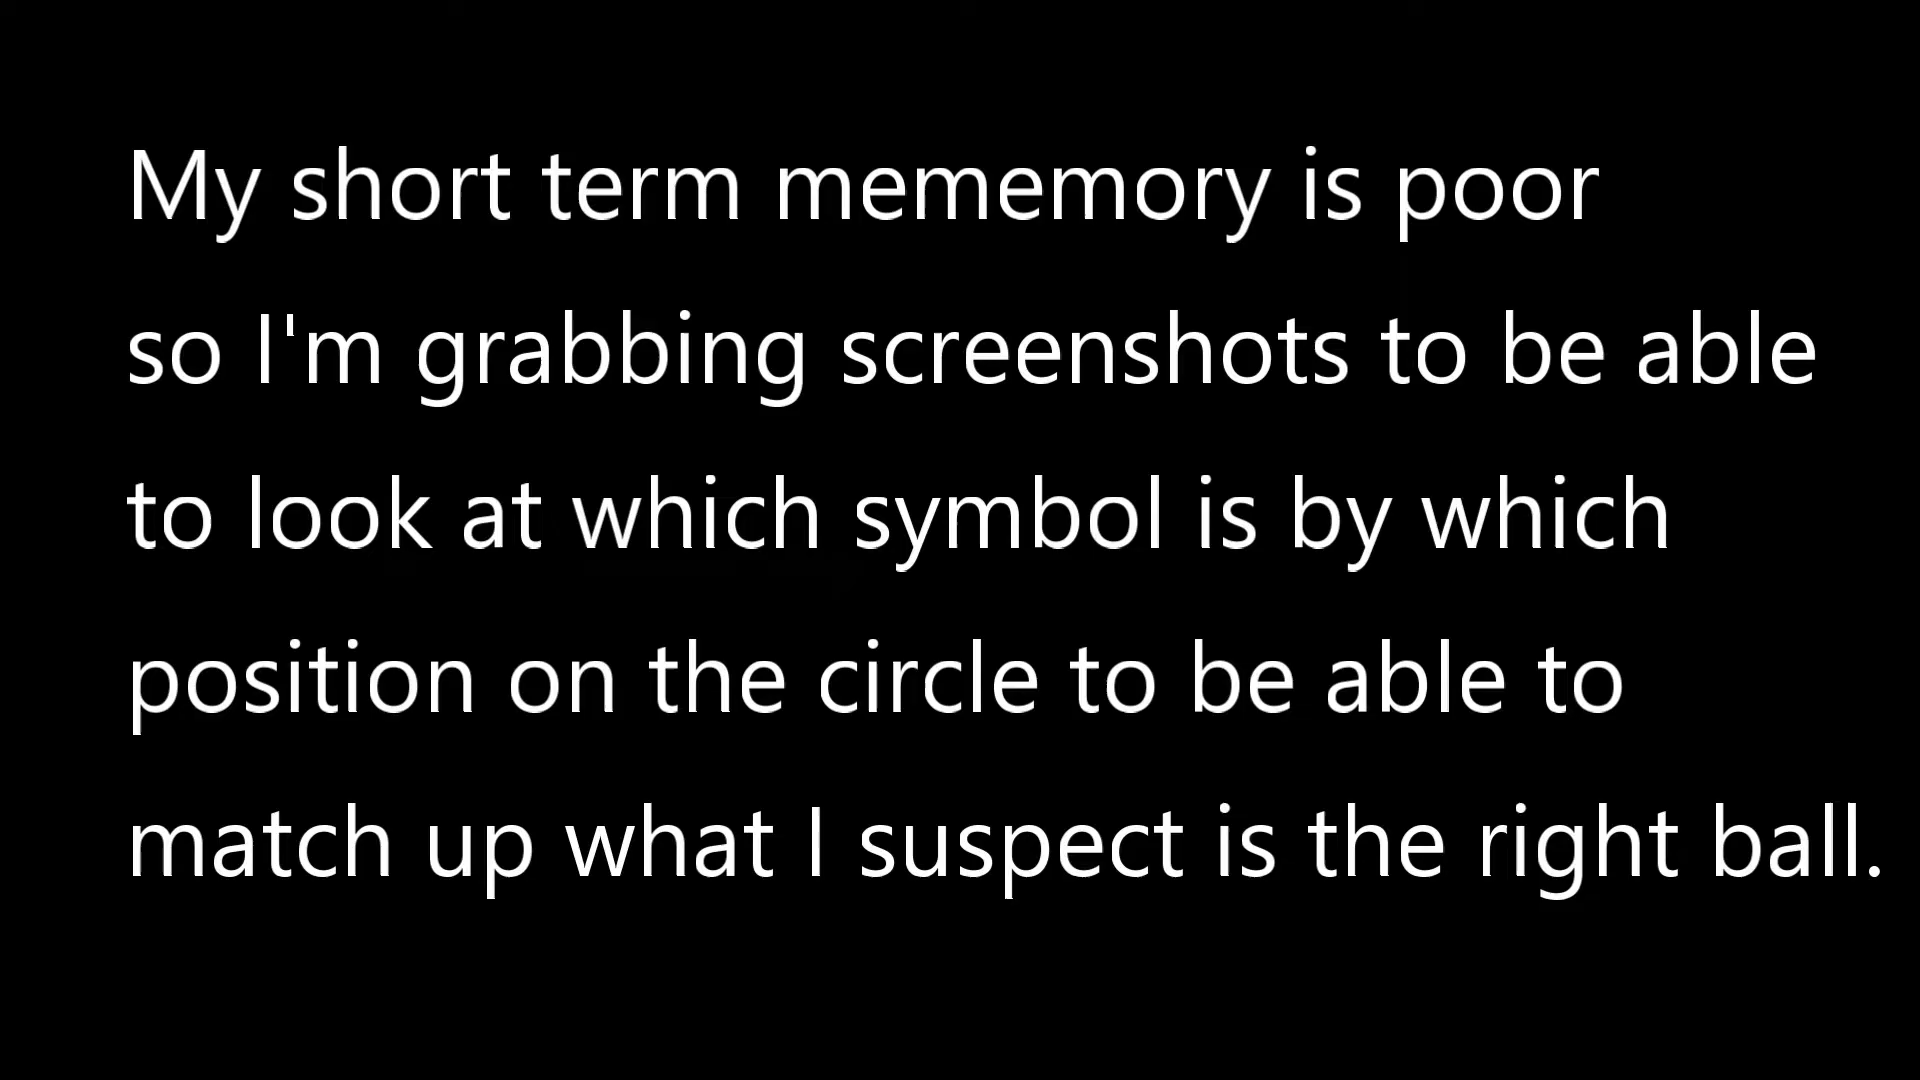 My short term mememory is poor
so I'm grabbing screenshots to be able
to look at which symbol is by which
position on the circle to be able to
match up what I suspect is the right ball.